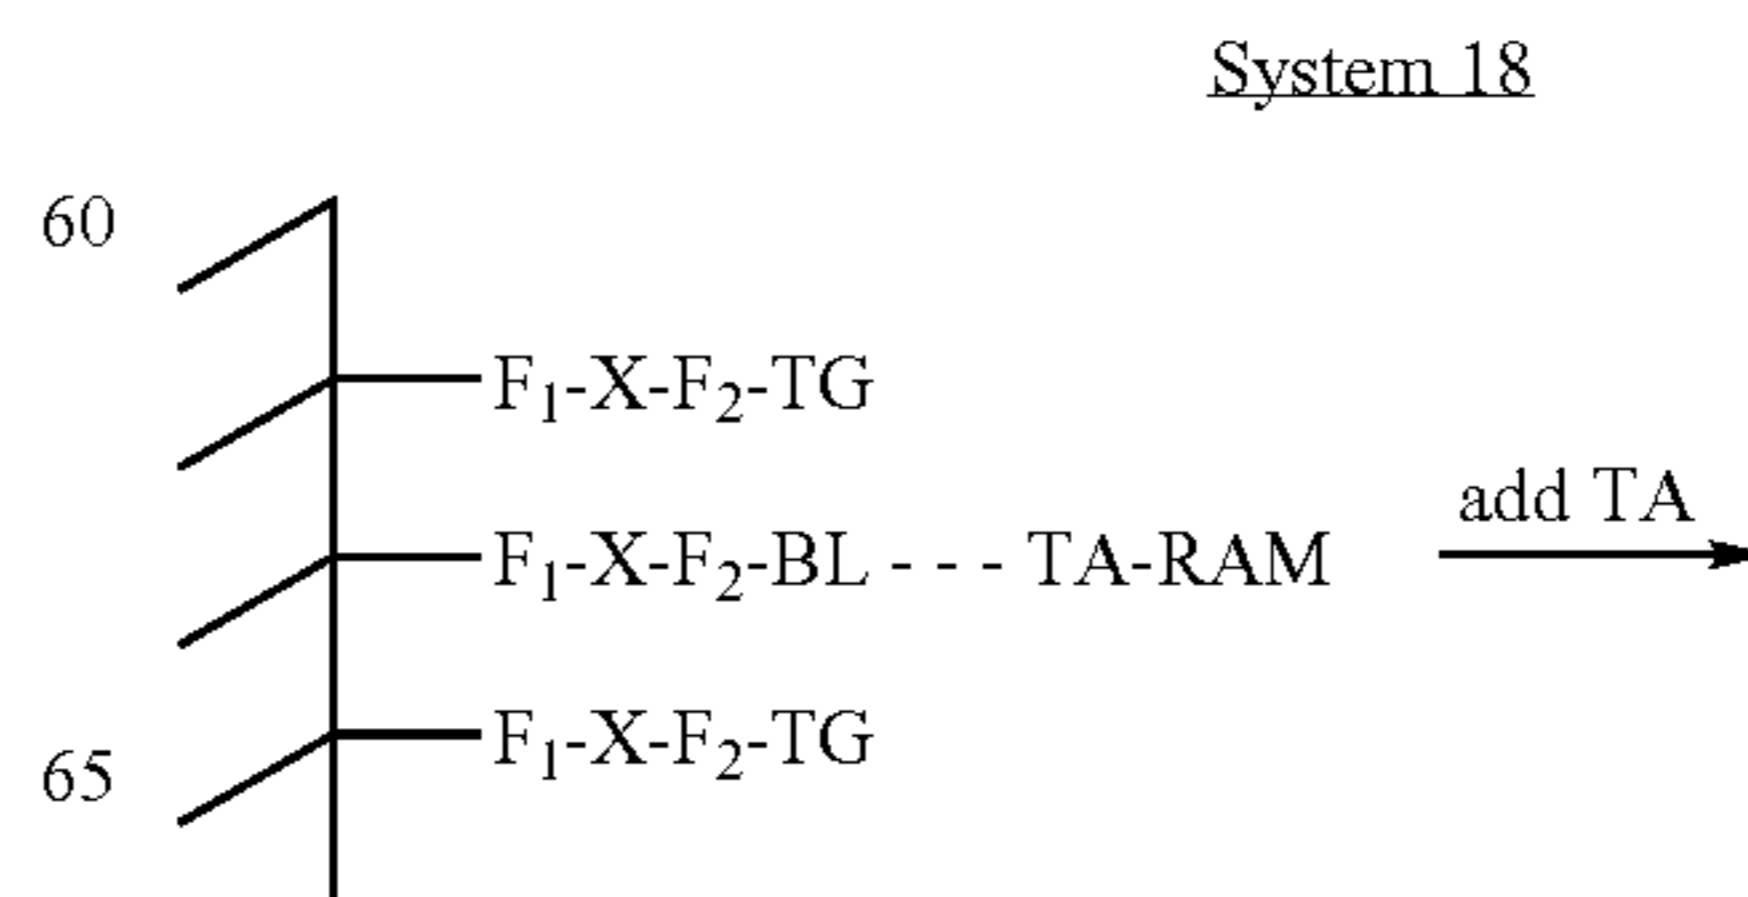 System 18
60
F₁-X-F₂-TG
add TA
F₁-X-F₂-BL - - - TA-RAM
F₁-X-F₂-TG
65